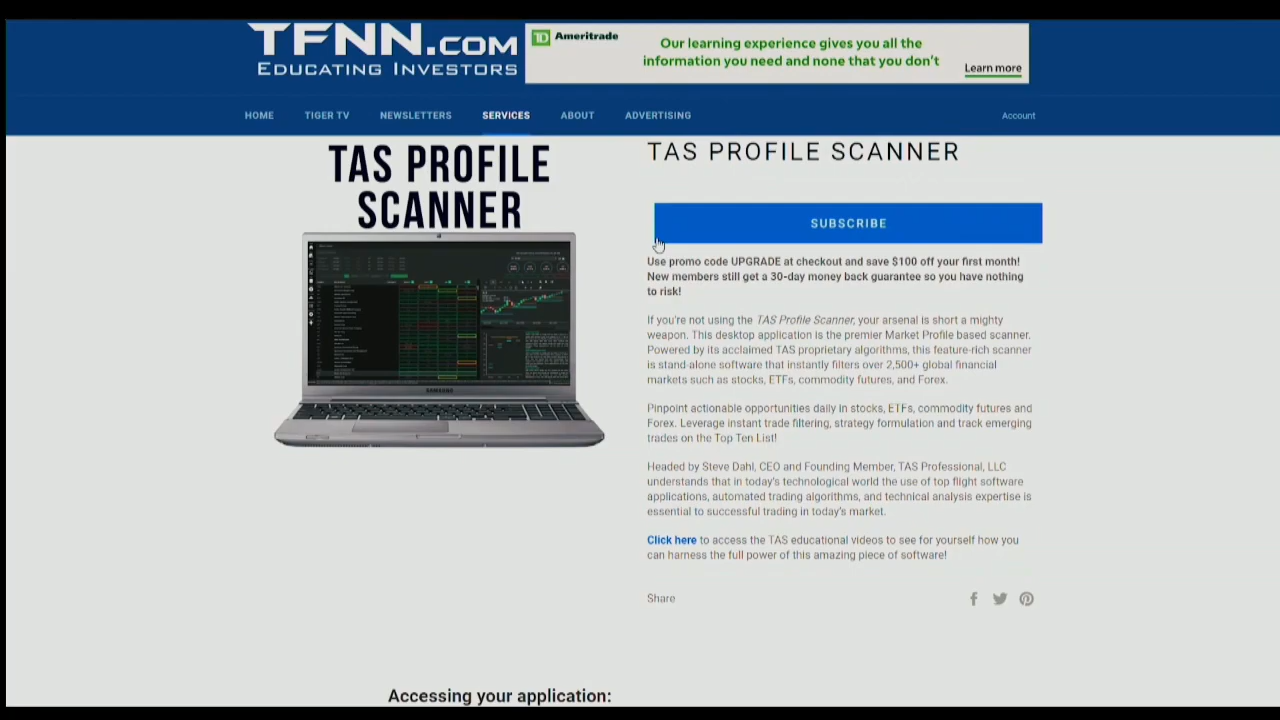 TFNN.COM
EDUCATING INVESTORS
TD Ameritrade
Our learning experience gives you all the
information you need and none that you don't
Learn more
HOME TIGER TV NEWSLETTERS SERVICES ABOUT ADVERTISING Account
TAS PROFILE
SCANNER
SAMSUNG
TAS PROFILE SCANNER
SUBSCRIBE
Use promo code UPGRADE at checkout and save $100 off your first month!
New members still get a 30-day money back guarantee so you have nothing
to risk!
If you're not using the TAS Profile Scanner, your arsenal is short a mighty
weapon. This desktop application is the premier Market Profile based scanner.
Powered by its acclaimed TAS proprietary algorithms, this feature-rich scanner
is stand-alone software that instantly filters over 2,500+ global financial
markets such as stocks, ETFs, commodity futures, and Forex.
Pinpoint actionable opportunities daily in stocks, ETFs, commodity futures and
Forex. Leverage instant trade filtering, strategy formulation and track emerging
trades on the Top Ten List!
Headed by Steve Dahl, CEO and Founding Member, TAS Professional, LLC
understands that in today's technological world the use of top flight software
applications, automated trading algorithms, and technical analysis expertise is
essential to successful trading in today's market.
Click here to access the TAS educational videos to see for yourself how you
can harness the full power of this amazing piece of software!
Share
Accessing your application: